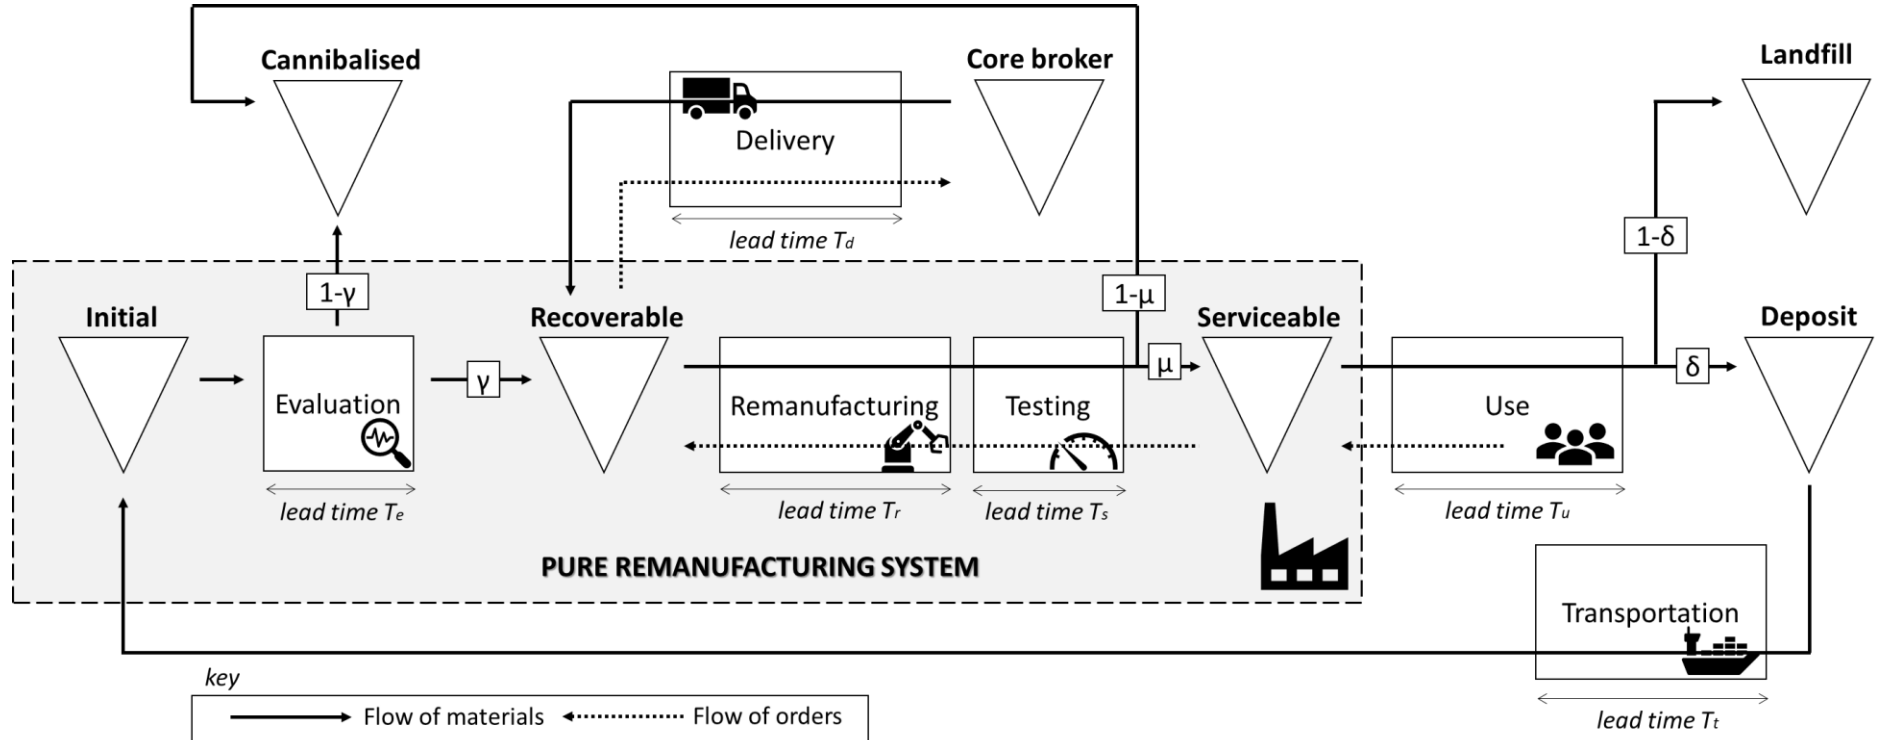 Cannibalised
Core broker
Landfill
Delivery
lead time Td
1-δ
1-γ
1-μ
Initial
Recoverable
Serviceable
Deposit
γ
μ
δ
Evaluation
Remanufacturing
Testing
Use
lead time Te
lead time Tr
lead time Ts
lead time Tu
PURE REMANUFACTURING SYSTEM
Transportation
lead time Tt
key
Flow of materials
Flow of orders